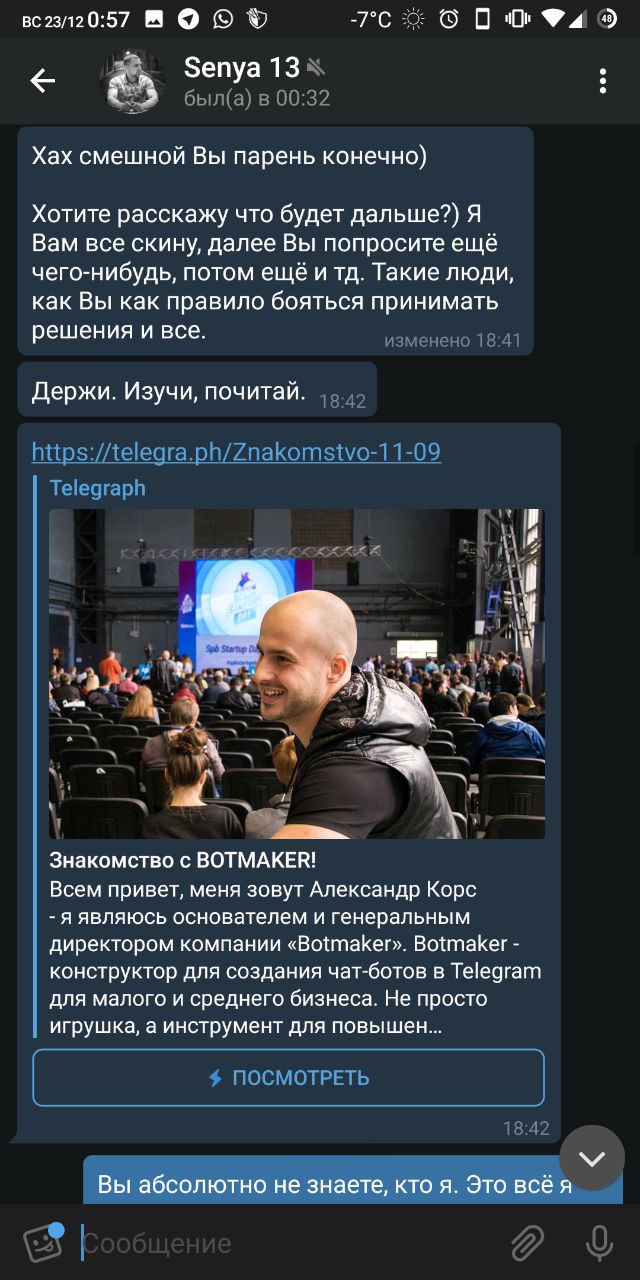 ВС 23/12 0:57 -7°C 48
Senya 13
был(а) в 00:32
Хах смешной Вы парень конечно)
Хотите расскажу что будет дальше?) Я
Вам все скину, далее Вы попросите ещё
чего-нибудь, потом ещё и тд. Такие люди,
как Вы как правило бояться принимать
решения и все.
изменено 18:41
Держи. Изучи, почитай.
18:42
https://telegra.ph/Znakomstvo-11-09
Telegraph
Spb Startup Da
Знакомство с BOTMAKER!
Всем привет, меня зовут Александр Корс
- я являюсь основателем и генеральным
директором компании «Botmaker». Botmaker -
конструктор для создания чат-ботов в Telegram
для малого и среднего бизнеса. Не просто
игрушка, а инструмент для повышен...
ПОСМОТРЕТЬ
18:42
Вы абсолютно не знаете, кто я. Это всё я
Сообщение